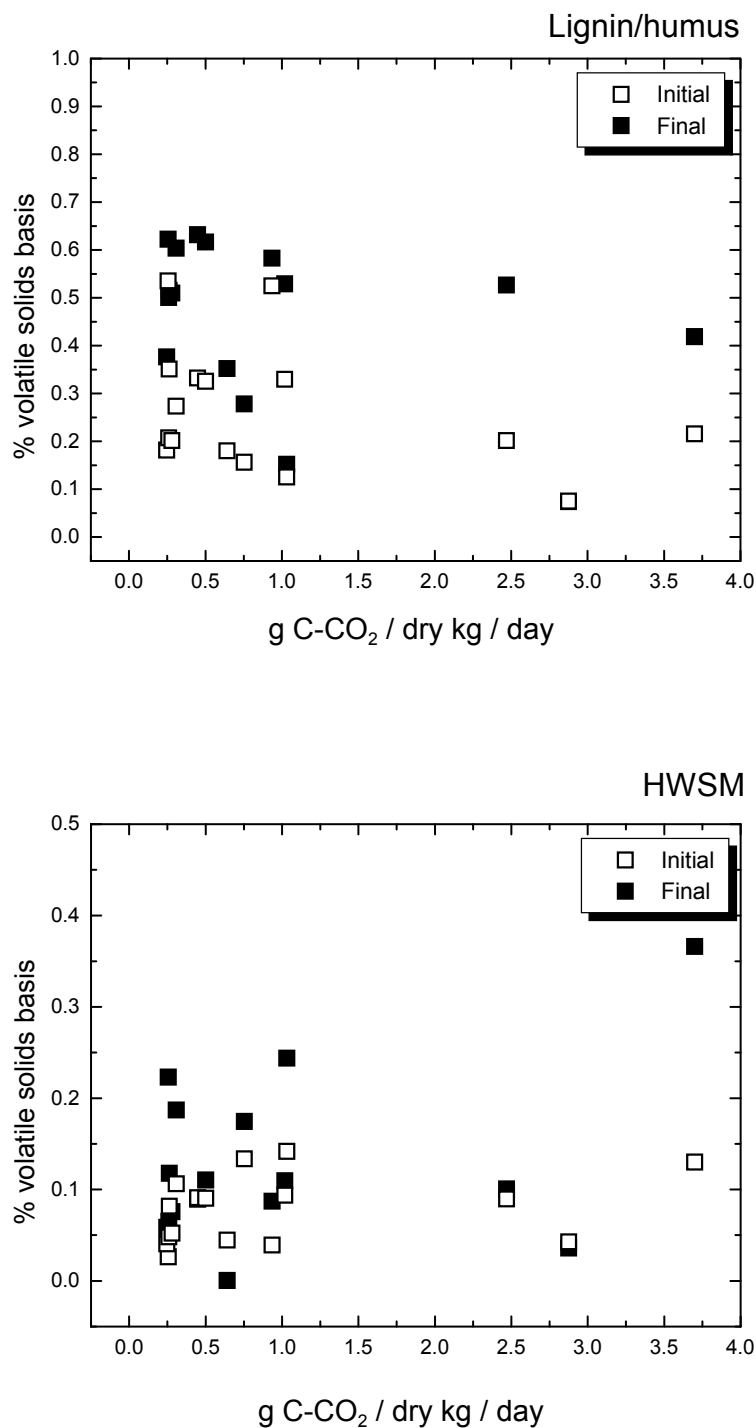 Lignin/humus
1.0
0.9
0.8
0.7
0.6
0.5
0.4
0.3
0.2
0.1
0.0
% volatile solids basis
Initial
Final
0.0 0.5 1.0 1.5 2.0 2.5 3.0 3.5 4.0
g C-CO₂ / dry kg / day
HWSM
0.5
0.4
0.3
0.2
0.1
0.0
% volatile solids basis
Initial
Final
0.0 0.5 1.0 1.5 2.0 2.5 3.0 3.5 4.0
g C-CO₂ / dry kg / day